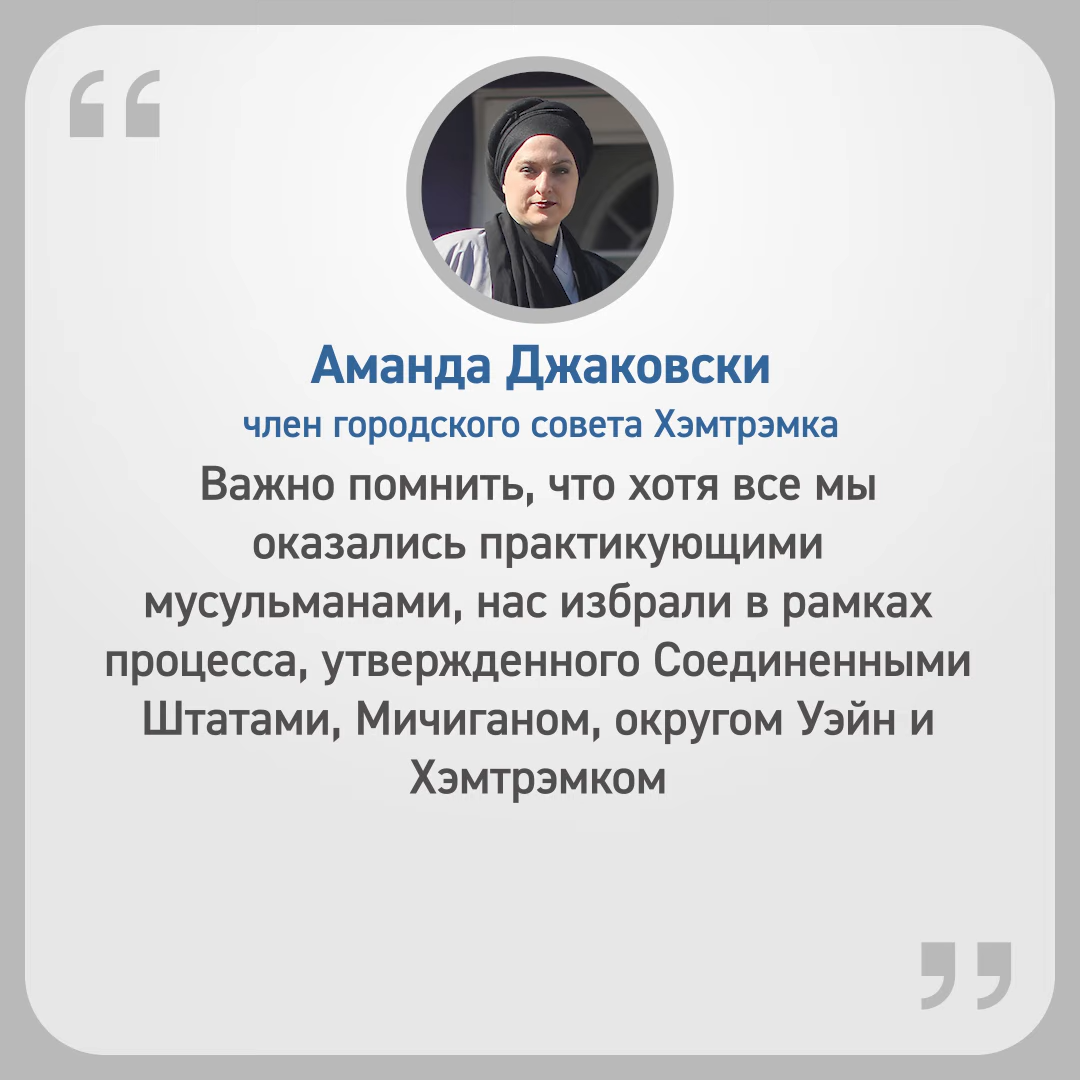 Аманда Джаковски
член городского совета Хэмтрэмка
Важно помнить, что хотя все мы
оказались практикующими
мусульманами, нас избрали в рамках
процесса, утвержденного Соединенными
Штатами, Мичиганом, округом Уэйн и
Хэмтрэмком